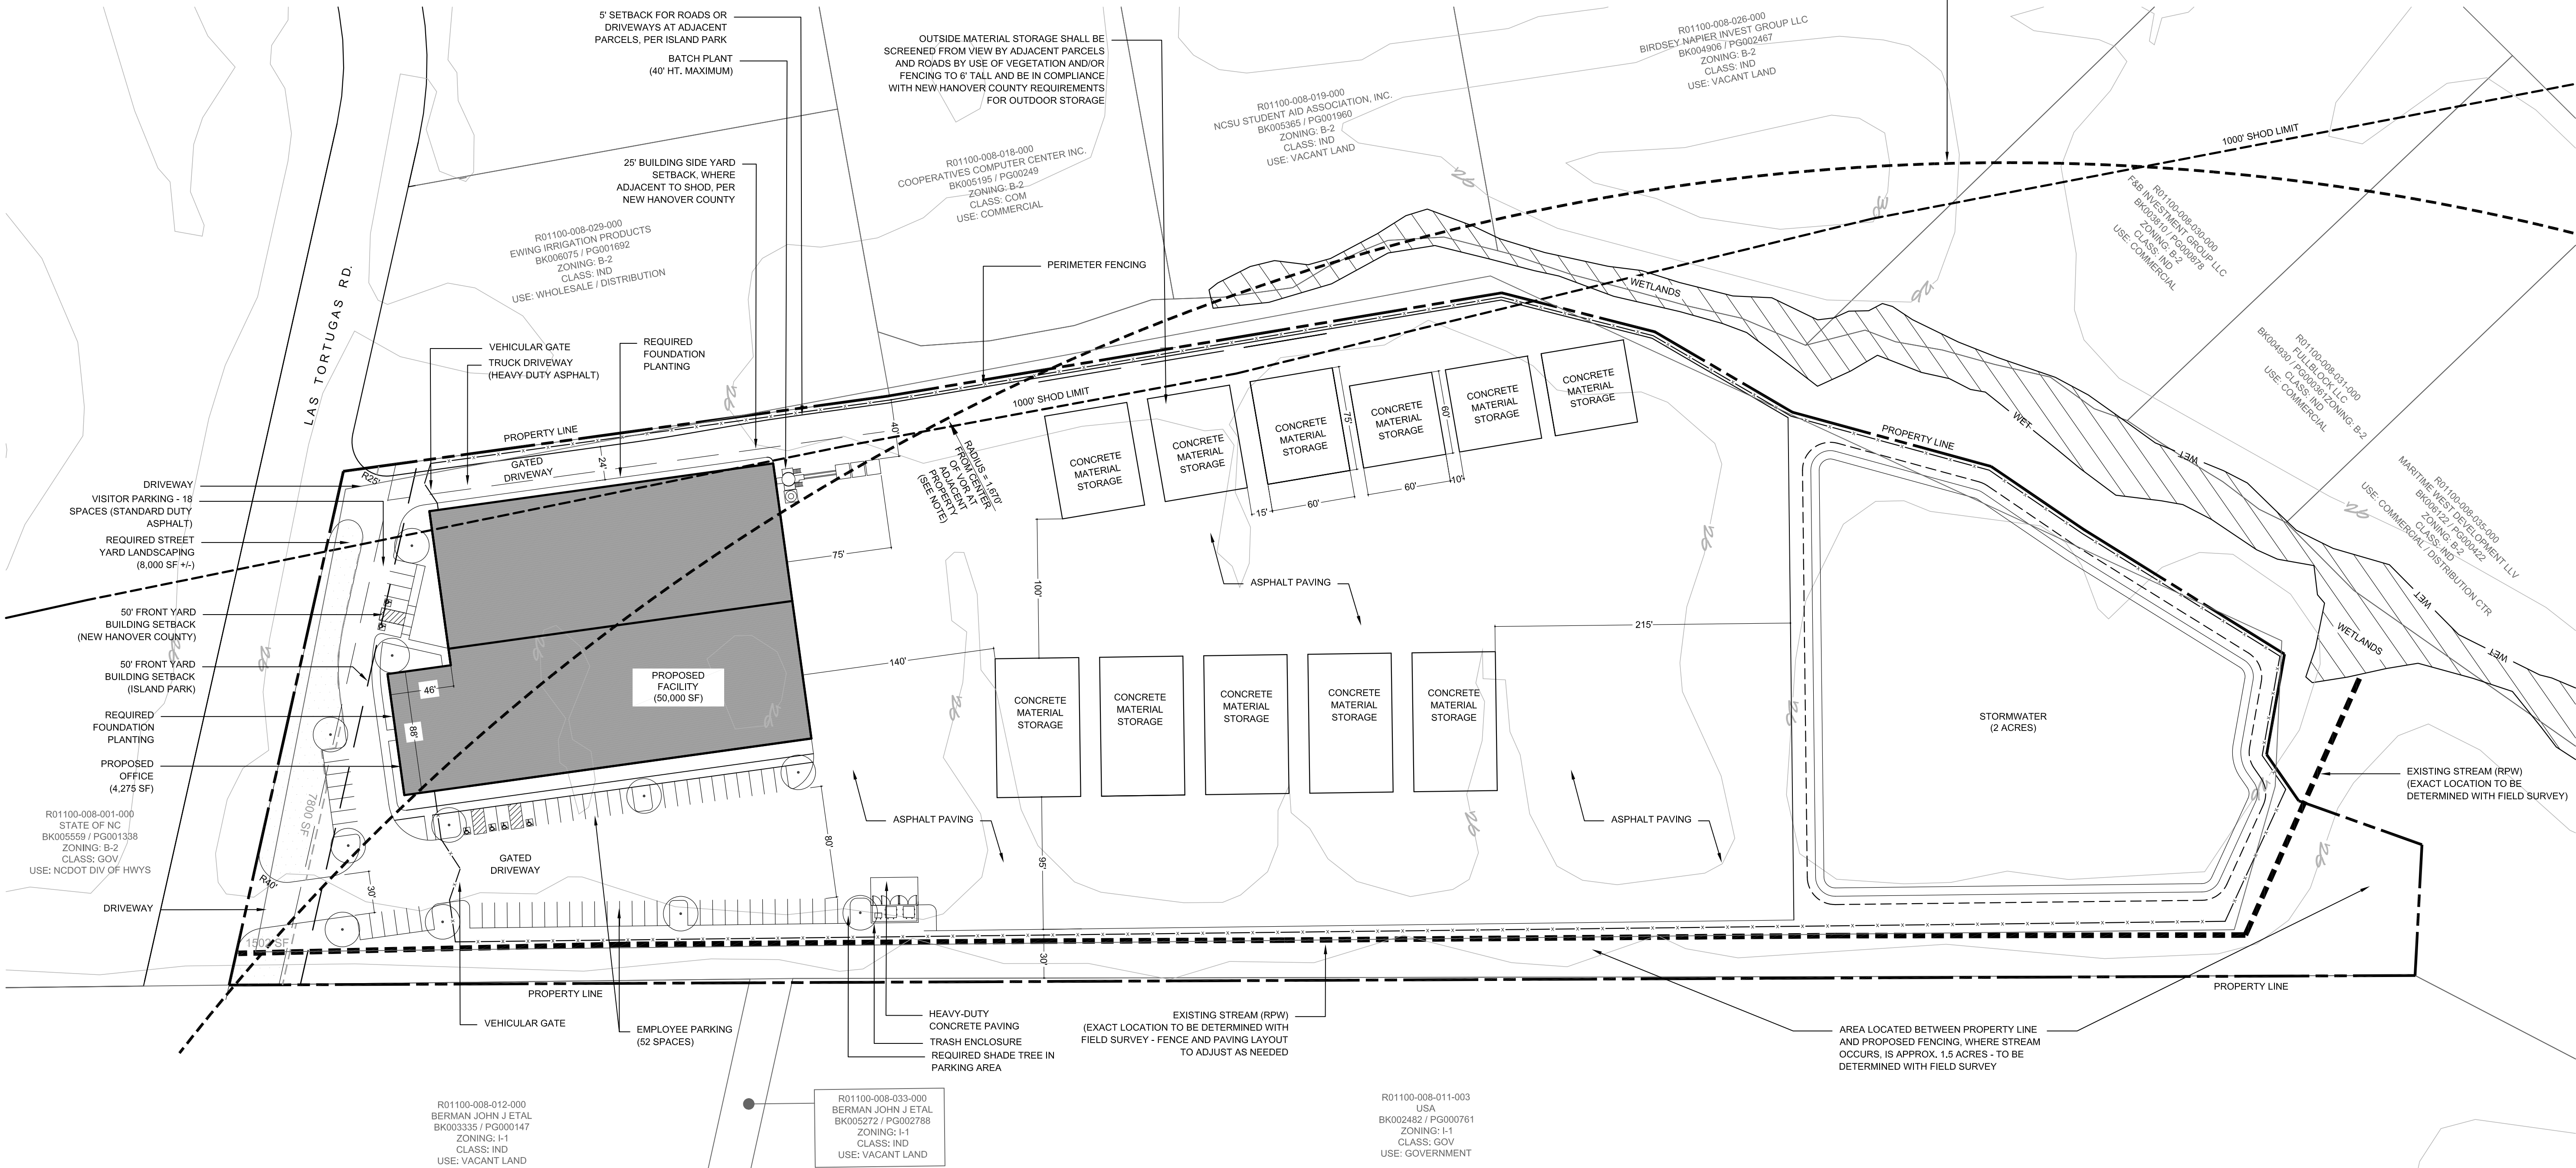 5' SETBACK FOR ROADS OR
DRIVEWAYS AT ADJACENT
PARCELS, PER ISLAND PARK
BATCH PLANT
(40' HT. MAXIMUM)
OUTSIDE MATERIAL STORAGE SHALL BE
SCREENED FROM VIEW BY ADJACENT PARCELS
AND ROADS BY USE OF VEGETATION AND/OR
FENCING TO 6' TALL AND BE IN COMPLIANCE
WITH NEW HANOVER COUNTY REQUIREMENTS
FOR OUTDOOR STORAGE
R01100-008-026-000
BIRDSEY NAPIER INVEST GROUP LLC
BK004906 / PG002467
ZONING: B-2
CLASS: IND
USE: VACANT LAND
R01100-008-019-000
NCSU STUDENT AID ASSOCIATION, INC.
BK005365 / PG001960
ZONING: B-2
CLASS: IND
USE: VACANT LAND
1000' SHOD LIMIT
25' BUILDING SIDE YARD
SETBACK, WHERE
ADJACENT TO SHOD, PER
NEW HANOVER COUNTY
R01100-008-018-000
COOPERATIVES COMPUTER CENTER INC.
BK005195 / PG00249
ZONING: B-2
CLASS: COM
USE: COMMERCIAL
R01100-008-029-000
EWING IRRIGATION PRODUCTS
BK006075 / PG001692
ZONING: B-2
CLASS: IND
USE: WHOLESALE / DISTRIBUTION
R01100-008-030-000
F&B INVESTMENT GROUP LLC
BK003810 / PG000878
ZONING: B-2
CLASS: IND
USE: COMMERCIAL
PERIMETER FENCING
WETLANDS
LAS TORTUGAS RD.
VEHICULAR GATE
TRUCK DRIVEWAY
(HEAVY DUTY ASPHALT)
REQUIRED
FOUNDATION
PLANTING
R01100-008-031-000
FULLBLOCK LLC
BK004930 / PG000361ZONING: B-2
CLASS: IND
USE: COMMERCIAL
1000' SHOD LIMIT
PROPERTY LINE
GATED
DRIVEWAY
24'
40'
RADIUS = 1,670'
FROM CENTER
OF VOR AT
ADJACENT
PROPERTY
(SEE NOTE)
CONCRETE
MATERIAL
STORAGE
CONCRETE
MATERIAL
STORAGE
CONCRETE
MATERIAL
STORAGE
CONCRETE
MATERIAL
STORAGE
CONCRETE
MATERIAL
STORAGE
CONCRETE
MATERIAL
STORAGE
75'
60'
15'
60'
60'
10'
PROPERTY LINE
WET
WET
R01100-008-035-000
MARITIME WEST DEVELOPMENT LLV
BK006122 / PG000422
ZONING: B-2
CLASS: IND
USE: COMMERCIAL / DISTRIBUTION CTR
DRIVEWAY
R25'
VISITOR PARKING - 18
SPACES (STANDARD DUTY
ASPHALT)
REQUIRED STREET
YARD LANDSCAPING
(8,000 SF +/-)
50' FRONT YARD
BUILDING SETBACK
(NEW HANOVER COUNTY)
50' FRONT YARD
BUILDING SETBACK
(ISLAND PARK)
REQUIRED
FOUNDATION
PLANTING
PROPOSED
OFFICE
(4,275 SF)
75'
100'
ASPHALT PAVING
215'
WET
WETLANDS
WET
140'
46'
88'
PROPOSED
FACILITY
(50,000 SF)
CONCRETE
MATERIAL
STORAGE
CONCRETE
MATERIAL
STORAGE
CONCRETE
MATERIAL
STORAGE
CONCRETE
MATERIAL
STORAGE
CONCRETE
MATERIAL
STORAGE
STORMWATER
(2 ACRES)
EXISTING STREAM (RPW)
(EXACT LOCATION TO BE
DETERMINED WITH FIELD SURVEY)
R01100-008-001-000
STATE OF NC
BK005559 / PG001338
ZONING: B-2
CLASS: GOV
USE: NCDOT DIV OF HWYS
7800 SF
ASPHALT PAVING
ASPHALT PAVING
GATED
DRIVEWAY
80'
95'
R40'
30'
DRIVEWAY
1502 SF
30'
PROPERTY LINE
PROPERTY LINE
VEHICULAR GATE
EMPLOYEE PARKING
(52 SPACES)
HEAVY-DUTY
CONCRETE PAVING
TRASH ENCLOSURE
REQUIRED SHADE TREE IN
PARKING AREA
EXISTING STREAM (RPW)
(EXACT LOCATION TO BE DETERMINED WITH
FIELD SURVEY - FENCE AND PAVING LAYOUT
TO ADJUST AS NEEDED
AREA LOCATED BETWEEN PROPERTY LINE
AND PROPOSED FENCING, WHERE STREAM
OCCURS, IS APPROX. 1.5 ACRES - TO BE
DETERMINED WITH FIELD SURVEY
R01100-008-012-000
BERMAN JOHN J ETAL
BK003335 / PG000147
ZONING: I-1
CLASS: IND
USE: VACANT LAND
R01100-008-033-000
BERMAN JOHN J ETAL
BK005272 / PG002788
ZONING: I-1
CLASS: IND
USE: VACANT LAND
R01100-008-011-003
USA
BK002482 / PG000761
ZONING: I-1
CLASS: GOV
USE: GOVERNMENT